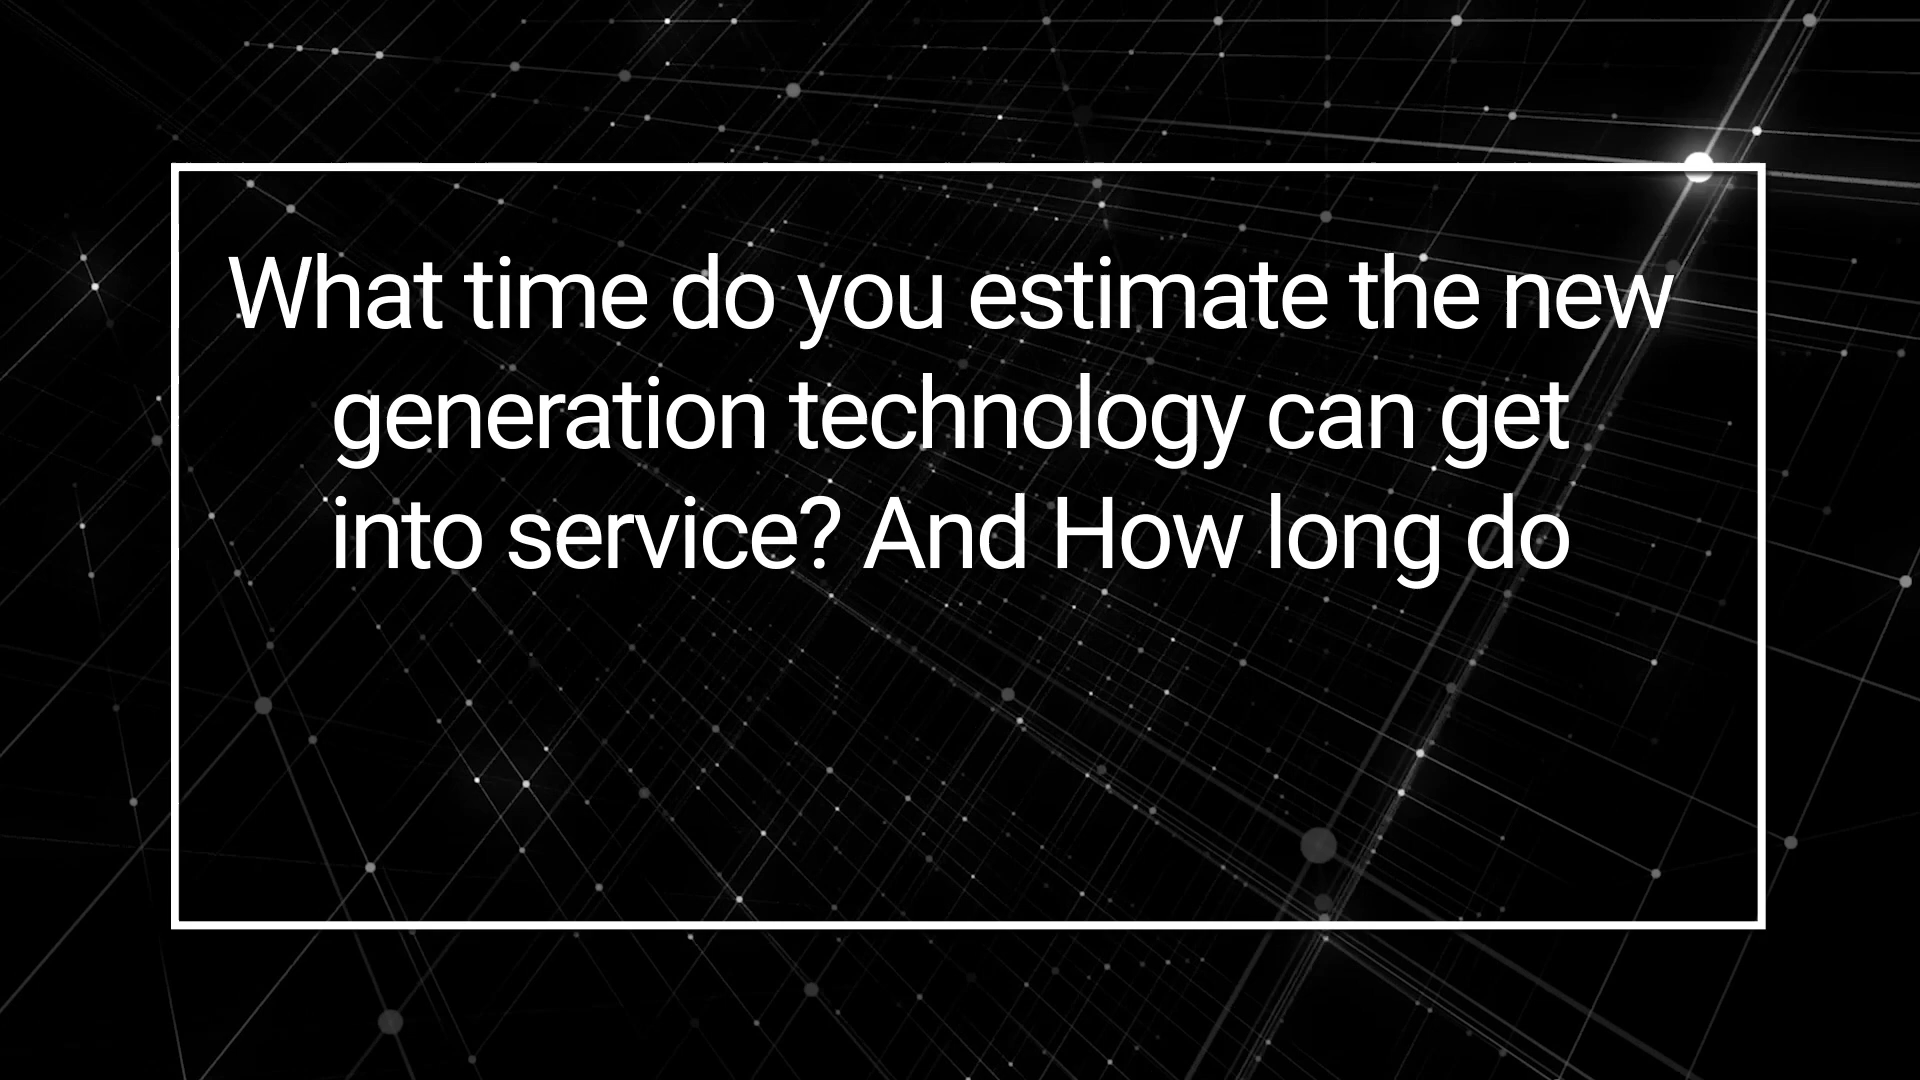 What time do you estimate the new
generation technology can get
into service? And How long do